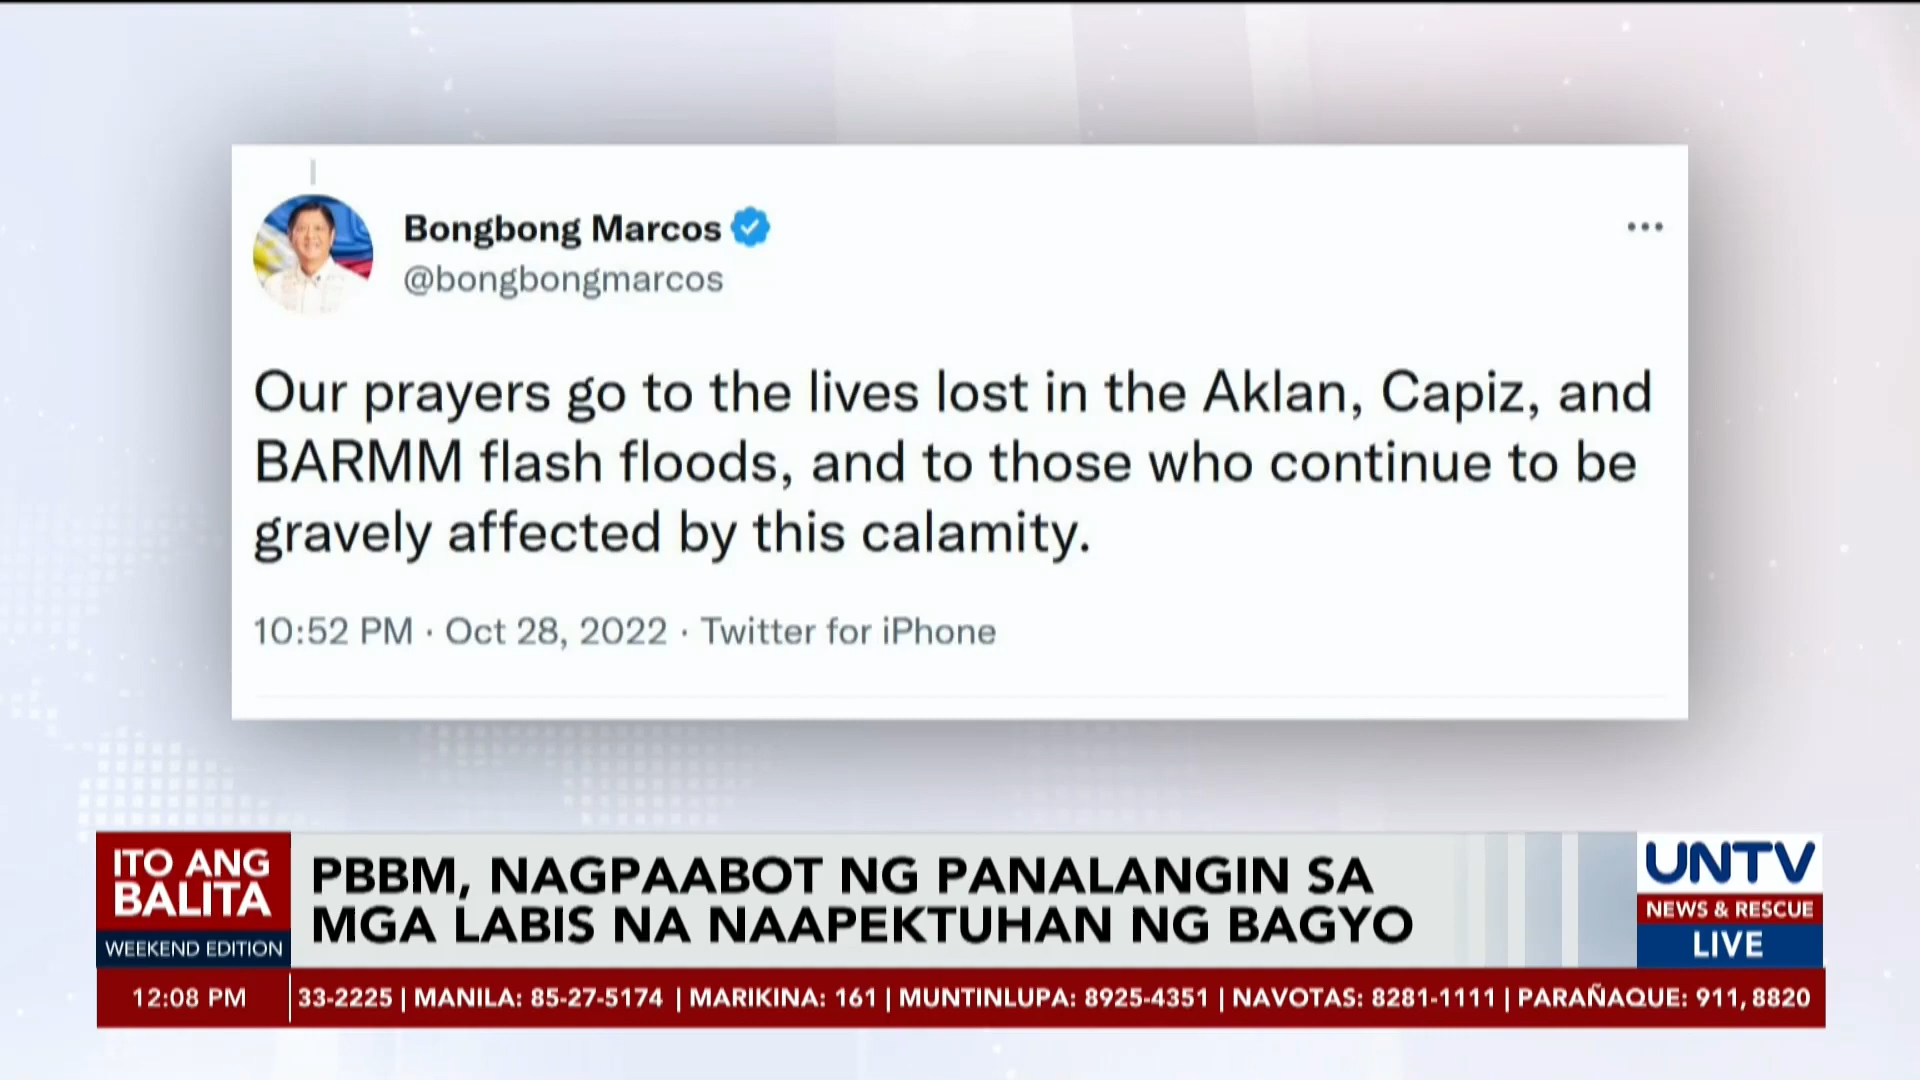 Bongbong Marcos
@bongbongmarcos
Our prayers go to the lives lost in the Aklan, Capiz, and
BARMM flash floods, and to those who continue to be
gravely affected by this calamity.
10:52 PM · Oct 28, 2022 · Twitter for iPhone
ITO ANG
BALITA
WEEKEND EDITION
PBBM, NAGPAABOT NG PANALANGIN SA
MGA LABIS NA NAAPEKTUHAN NG BAGYO
UNTV
NEWS & RESCUE
LIVE
12:08 PM
33-2225 | MANILA: 85-27-5174 | MARIKINA: 161 | MUNTINLUPA: 8925-4351 | NAVOTAS: 8281-1111 | PARAÑAQUE: 911, 8820